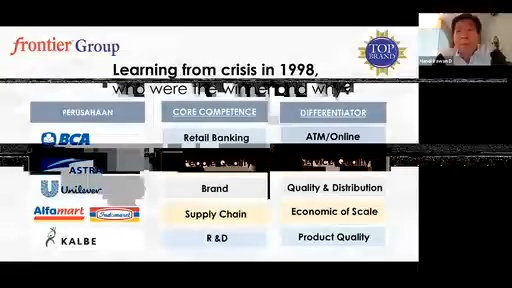 frontier Group
TOP
BRAND
Learning from crisis in 1998,
who were the winner and why?
PERUSAHAAN CORE COMPETENCE DIFFERENTIATOR
BCA Retail Banking ATM/Online
ASTRA People Quality Service Quality
Unilever Brand Quality & Distribution
Alfamart Indomaret Supply Chain Economic of Scale
KALBE R & D Product Quality